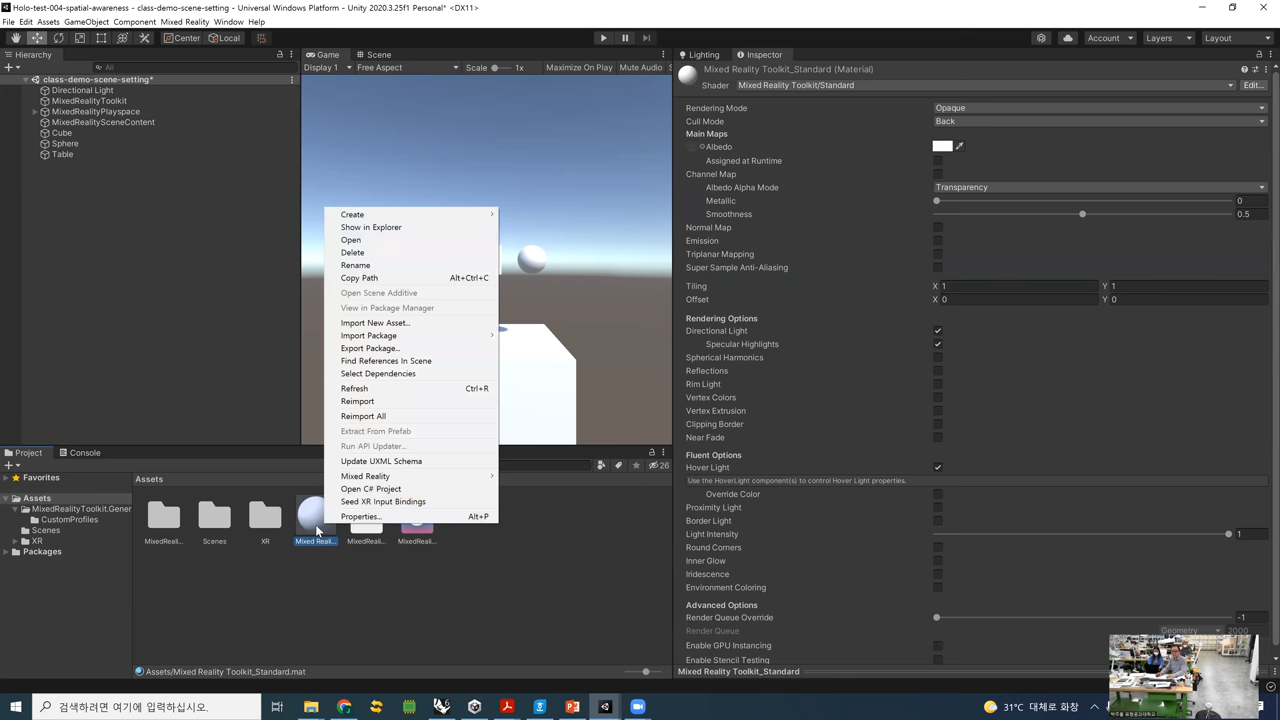 Holo-test-004-spatial-awareness - class-demo-scene-setting - Universal Windows Platform - Unity 2020.3.25f1 Personal* <DX11>
File Edit Assets GameObject Component Mixed Reality Window Help
Center Local
Account Layers Layout
Hierarchy
All
class-demo-scene-setting*
Directional Light
MixedRealityToolkit
MixedRealityPlayspace
MixedRealitySceneContent
Cube
Sphere
Table
Game Scene
Display 1 Free Aspect Scale 1x Maximize On Play Mute Audio
Create
Show in Explorer
Open
Delete
Rename
Copy Path Alt+Ctrl+C
Open Scene Additive
View in Package Manager
Import New Asset...
Import Package
Export Package...
Find References In Scene
Select Dependencies
Refresh Ctrl+R
Reimport
Reimport All
Extract From Prefab
Run API Updater...
Update UXML Schema
Mixed Reality
Open C# Project
Seed XR Input Bindings
Properties... Alt+P
Project Console
26
Favorites
Assets
MixedRealityToolkit.Gener
CustomProfiles
Scenes
XR
Packages
Assets
MixedReali... Scenes XR Mixed Reali... MixedReali... MixedReali...
Assets/Mixed Reality Toolkit_Standard.mat
Lighting Inspector
Mixed Reality Toolkit_Standard (Material)
Shader Mixed Reality Toolkit/Standard Edit...
Rendering Mode Opaque
Cull Mode Back
Main Maps
Albedo
Assigned at Runtime
Channel Map
Albedo Alpha Mode Transparency
Metallic 0
Smoothness 0.5
Normal Map
Emission
Triplanar Mapping
Super Sample Anti-Aliasing
Tiling X 1 Y 1
Offset X 0 Y 0
Rendering Options
Directional Light
Specular Highlights
Spherical Harmonics
Reflections
Rim Light
Vertex Colors
Vertex Extrusion
Clipping Border
Near Fade
Fluent Options
Hover Light
Use the HoverLight component(s) to control Hover Light properties.
Override Color
Proximity Light
Border Light
Light Intensity 1
Round Corners
Inner Glow
Iridescence
Environment Coloring
Advanced Options
Render Queue Override -1
Render Queue Geometry 2000
Enable GPU Instancing
Enable Stencil Testing
Mixed Reality Toolkit_Standard
검색하려면 여기에 입력하십시오.
31°C 대체로 화창